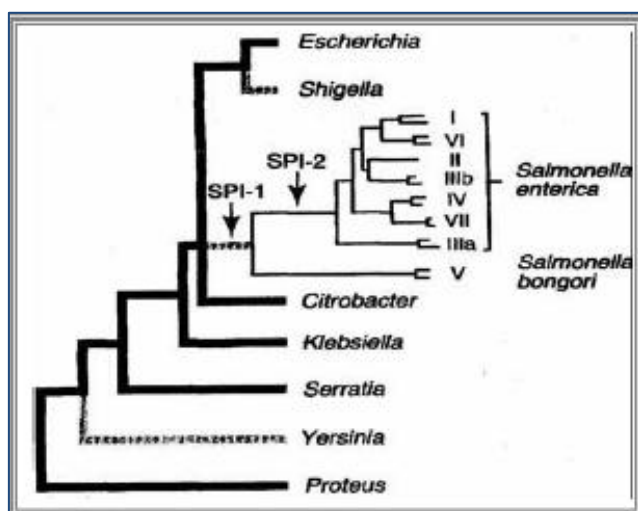 Escherichia
Shigella
I
VI
SPI-2
II
Salmonella
enterica
SPI-1
IIIb
IV
VII
IIIa
V
Salmonella
bongori
Citrobacter
Klebsiella
Serratia
Yersinia
Proteus